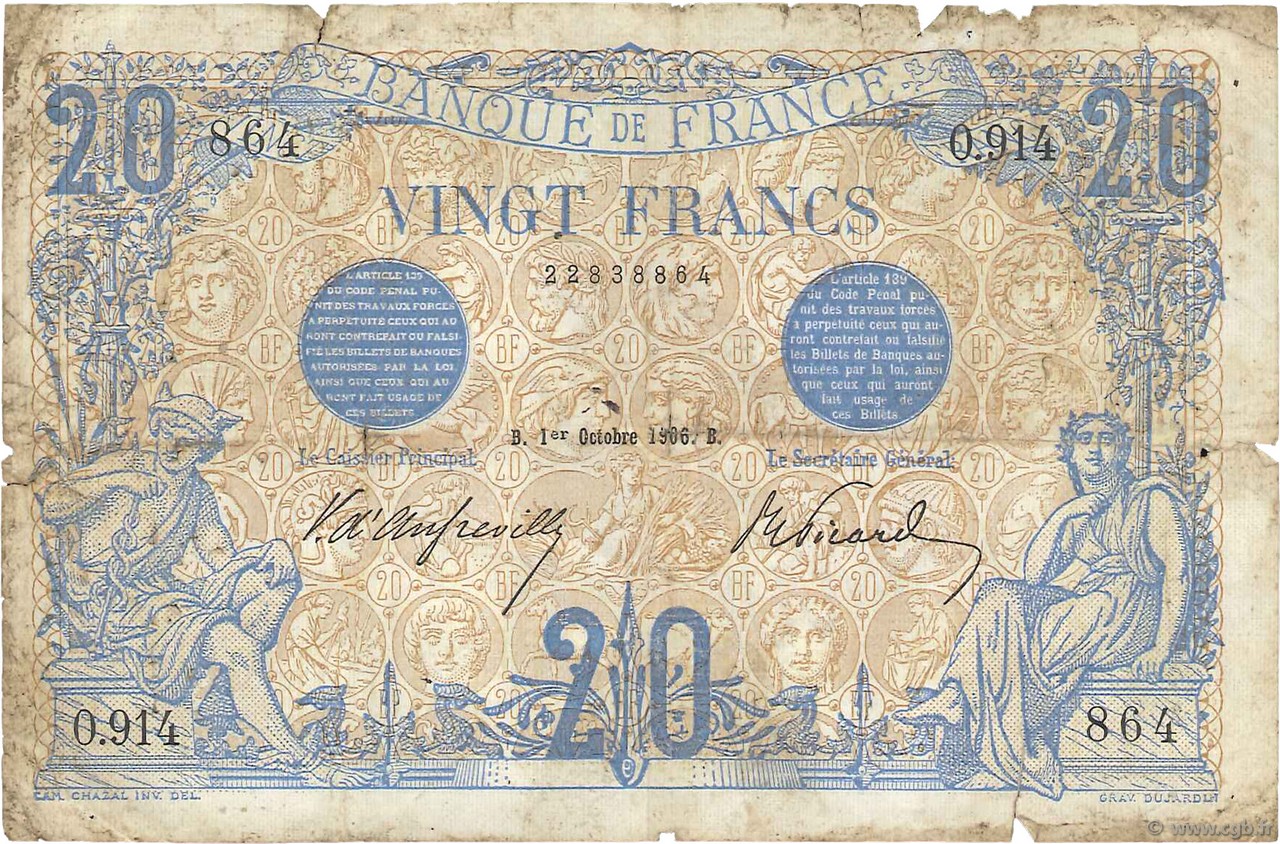 BANQUE DE FRANCE
20
20
864
0.914
VINGT FRANCS
22838864
L'ARTICLE 139
DU CODE PENAL PU-
NIT DES TRAVAUX FORCES
A PERPETUITE CEUX QUI AU
RONT CONTREFAIT OU FALSI-
FIÉ LES BILLETS DE BANQUES
AUTORISÉES PAR LA LOI,
AINSI QUE CEUX QUI AU
RONT FAIT USAGE DE
CES BILLETS
L'article 139
du Code Pénal pu-
nit des travaux forcés
a perpétuité ceux qui au-
ront contrefait ou falsifié
les Billets de Banques au-
torisées par la loi, ainsi
que ceux qui auront
fait usage de
ces Billets
B. 1er Octobre 1906. B.
Le Caissier Principal,
Le Secrétaire Général,
V. d'Anfreville
Picard
20
0.914
864
CAM. CHAZAL INV. DEL.
GRAV. DUJARDIN
© www.cgb.fr